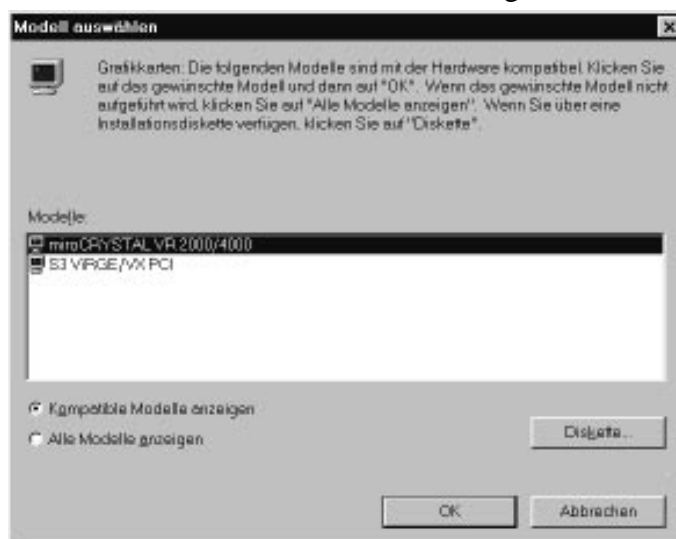 Modell auswählen
Grafikkarten: Die folgenden Modelle sind mit der Hardware kompatibel. Klicken Sie
auf das gewünschte Modell und dann auf "OK". Wenn das gewünschte Modell nicht
aufgeführt wird, klicken Sie auf "Alle Modelle anzeigen". Wenn Sie über eine
Installationsdiskette verfügen, klicken Sie auf "Diskette".
Modelle:
miroCRYSTAL VR 2000/4000
S3 ViRGE/VX PCI
Kompatible Modelle anzeigen
Alle Modelle anzeigen
Diskette...
OK
Abbrechen